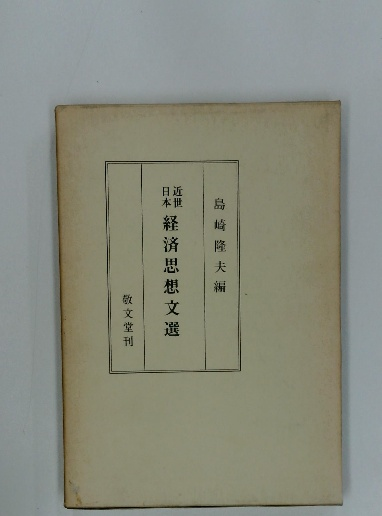 島崎隆夫編
近世
日本
経済思想文選
敬文堂刊